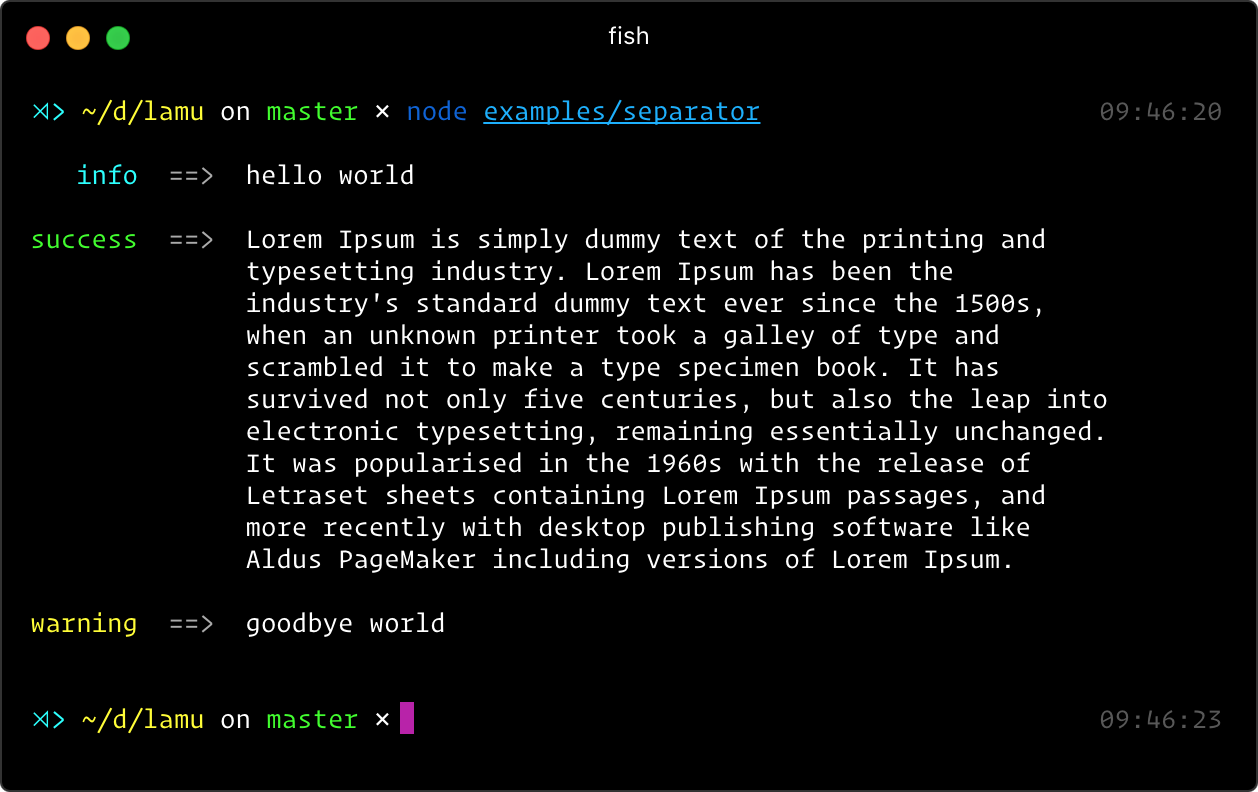 fish
⋊> ~/d/lamu on master × node examples/separator 09:46:20
info ==> hello world
success ==> Lorem Ipsum is simply dummy text of the printing and
typesetting industry. Lorem Ipsum has been the
industry's standard dummy text ever since the 1500s,
when an unknown printer took a galley of type and
scrambled it to make a type specimen book. It has
survived not only five centuries, but also the leap into
electronic typesetting, remaining essentially unchanged.
It was popularised in the 1960s with the release of
Letraset sheets containing Lorem Ipsum passages, and
more recently with desktop publishing software like
Aldus PageMaker including versions of Lorem Ipsum.
warning ==> goodbye world
⋊> ~/d/lamu on master × 09:46:23